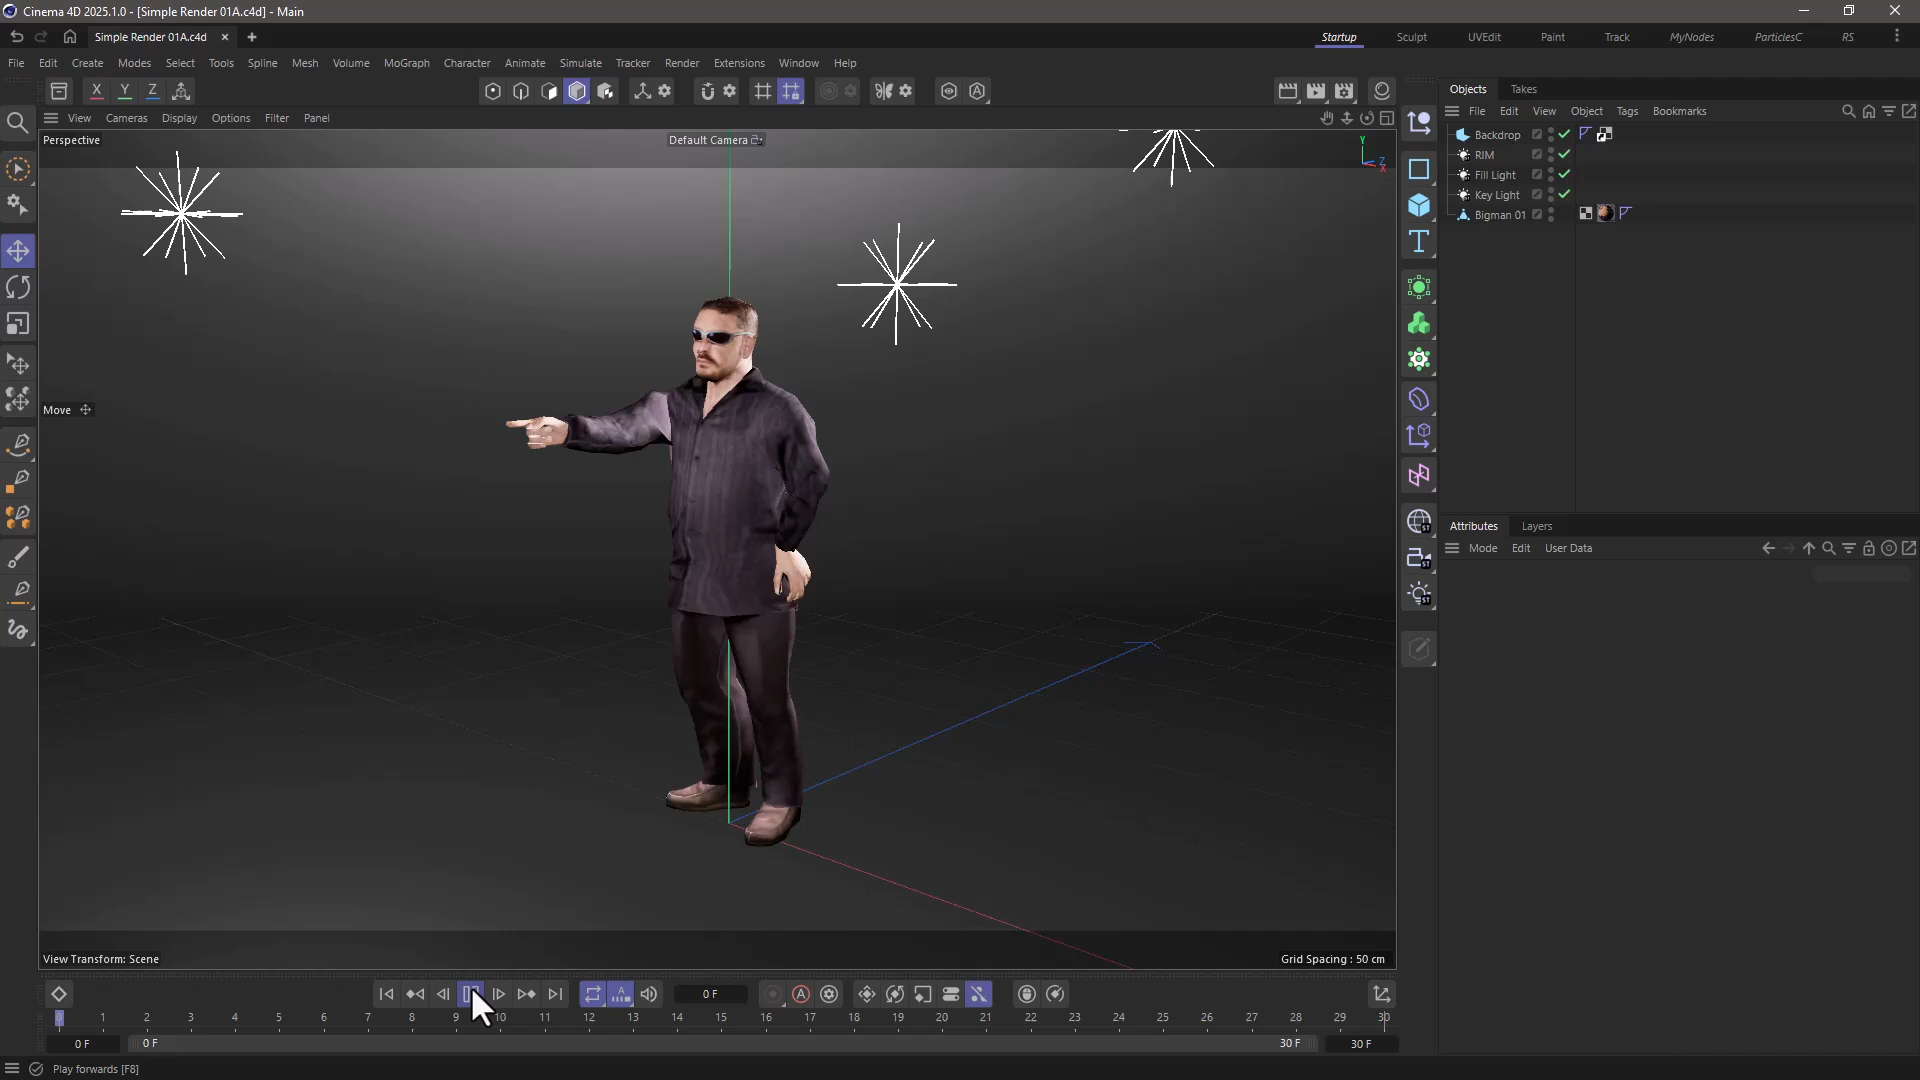 Cinema 4D 2025.1.0 - [Simple Render 01A.c4d] - Main
Simple Render 01A.c4d
Startup Sculpt UVEdit Paint Track MyNodes ParticlesC RS
File Edit Create Modes Select Tools Spline Mesh Volume MoGraph Character Animate Simulate Tracker Render Extensions Window Help
X Y Z
Objects Takes
File Edit View Object Tags Bookmarks
View Cameras Display Options Filter Panel
Perspective
Default Camera
Y
Z
X
Backdrop
RIM
Fill Light
Key Light
Bigman 01
Move
Attributes Layers
Mode Edit User Data
ST
ST
ST
View Transform: Scene
Grid Spacing : 50 cm
A
0 F
A
0 1 2 3 4 5 6 7 8 9 10 11 12 13 14 15 16 17 18 19 20 21 22 23 24 25 26 27 28 29 30
0 F
0 F
30 F
30 F
Play forwards [F8]